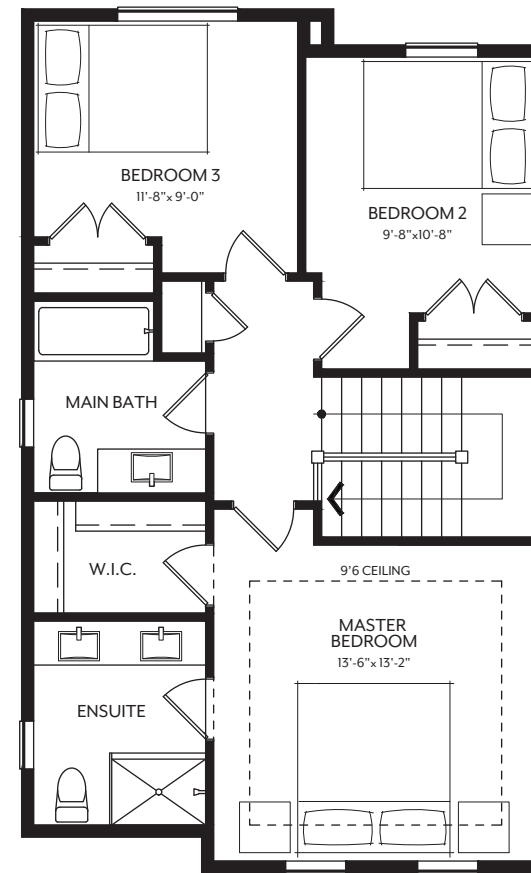 BEDROOM 3
11'-8"x 9'-0"
BEDROOM 2
9'-8"x10'-8"
MAIN BATH
W.I.C.
9'6 CEILING
MASTER
BEDROOM
13'-6"x 13'-2"
ENSUITE